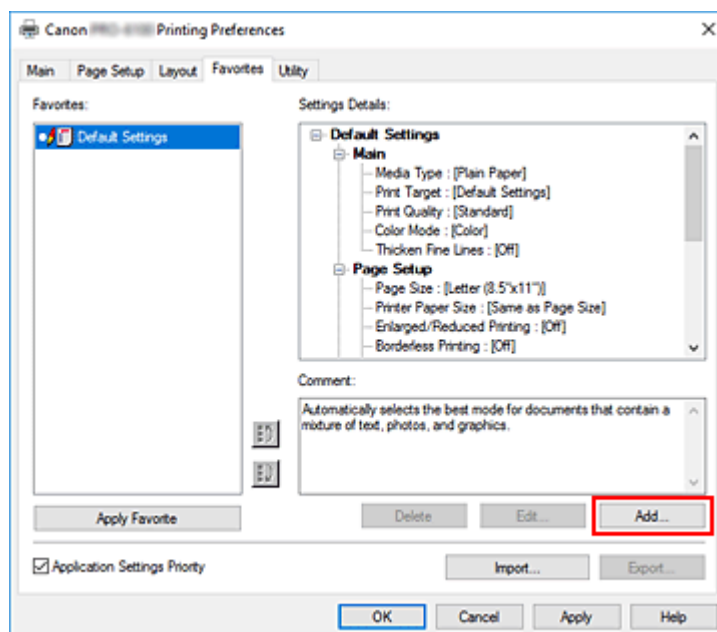 Canon Printing Preferences
Main Page Setup Layout Favorites Utility
Favorites:
Default Settings
Settings Details:
Default Settings
Main
Media Type : [Plain Paper]
Print Target : [Default Settings]
Print Quality : [Standard]
Color Mode : [Color]
Thicken Fine Lines : [Off]
Page Setup
Page Size : [Letter (8.5"x11")]
Printer Paper Size : [Same as Page Size]
Enlarged/Reduced Printing : [Off]
Borderless Printing : [Off]
Comment:
Automatically selects the best mode for documents that contain a
mixture of text, photos, and graphics.
Apply Favorite
Delete Edit... Add...
Application Settings Priority
Import... Export...
OK Cancel Apply Help